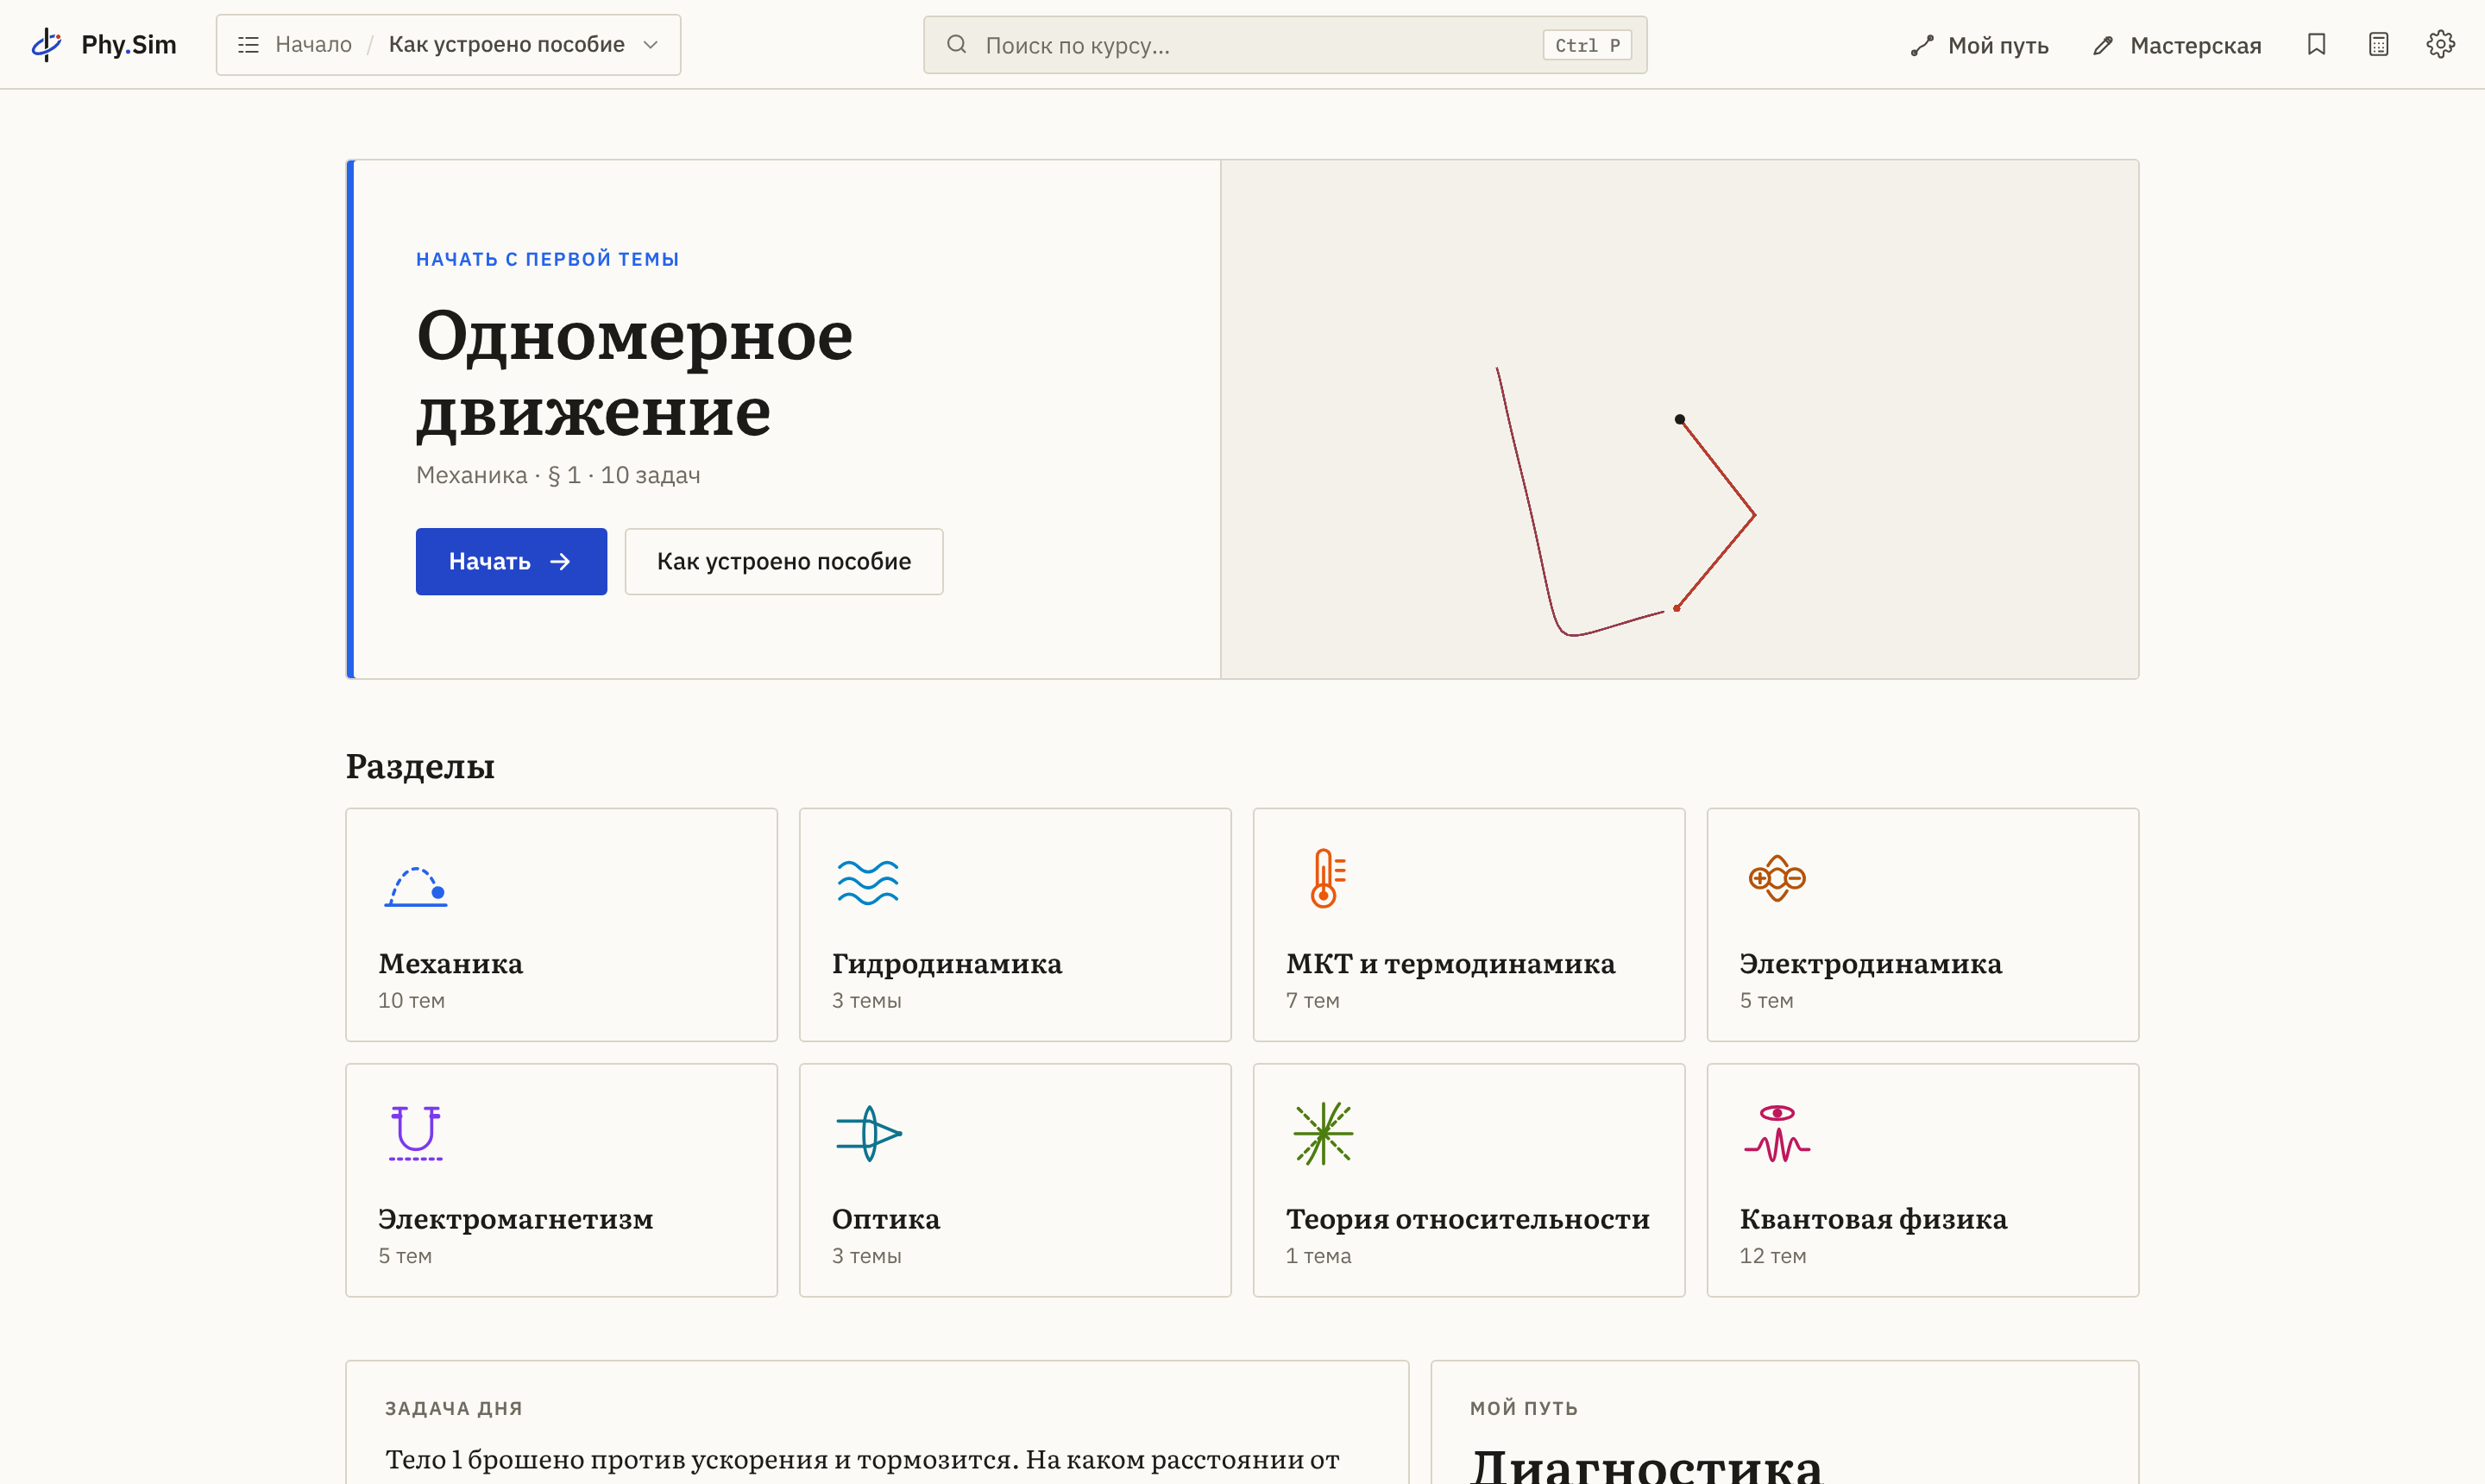 Phy.Sim
Начало / Как устроено пособие
Поиск по курсу...
Ctrl P
Мой путь
Мастерская
НАЧАТЬ С ПЕРВОЙ ТЕМЫ
Одномерное
движение
Механика · § 1 · 10 задач
Начать →
Как устроено пособие
Разделы
Механика
10 тем
Гидродинамика
3 темы
МКТ и термодинамика
7 тем
Электродинамика
5 тем
Электромагнетизм
5 тем
Оптика
3 темы
Теория относительности
1 тема
Квантовая физика
12 тем
ЗАДАЧА ДНЯ
Тело 1 брошено против ускорения и тормозится. На каком расстоянии от
МОЙ ПУТЬ
Диагностика